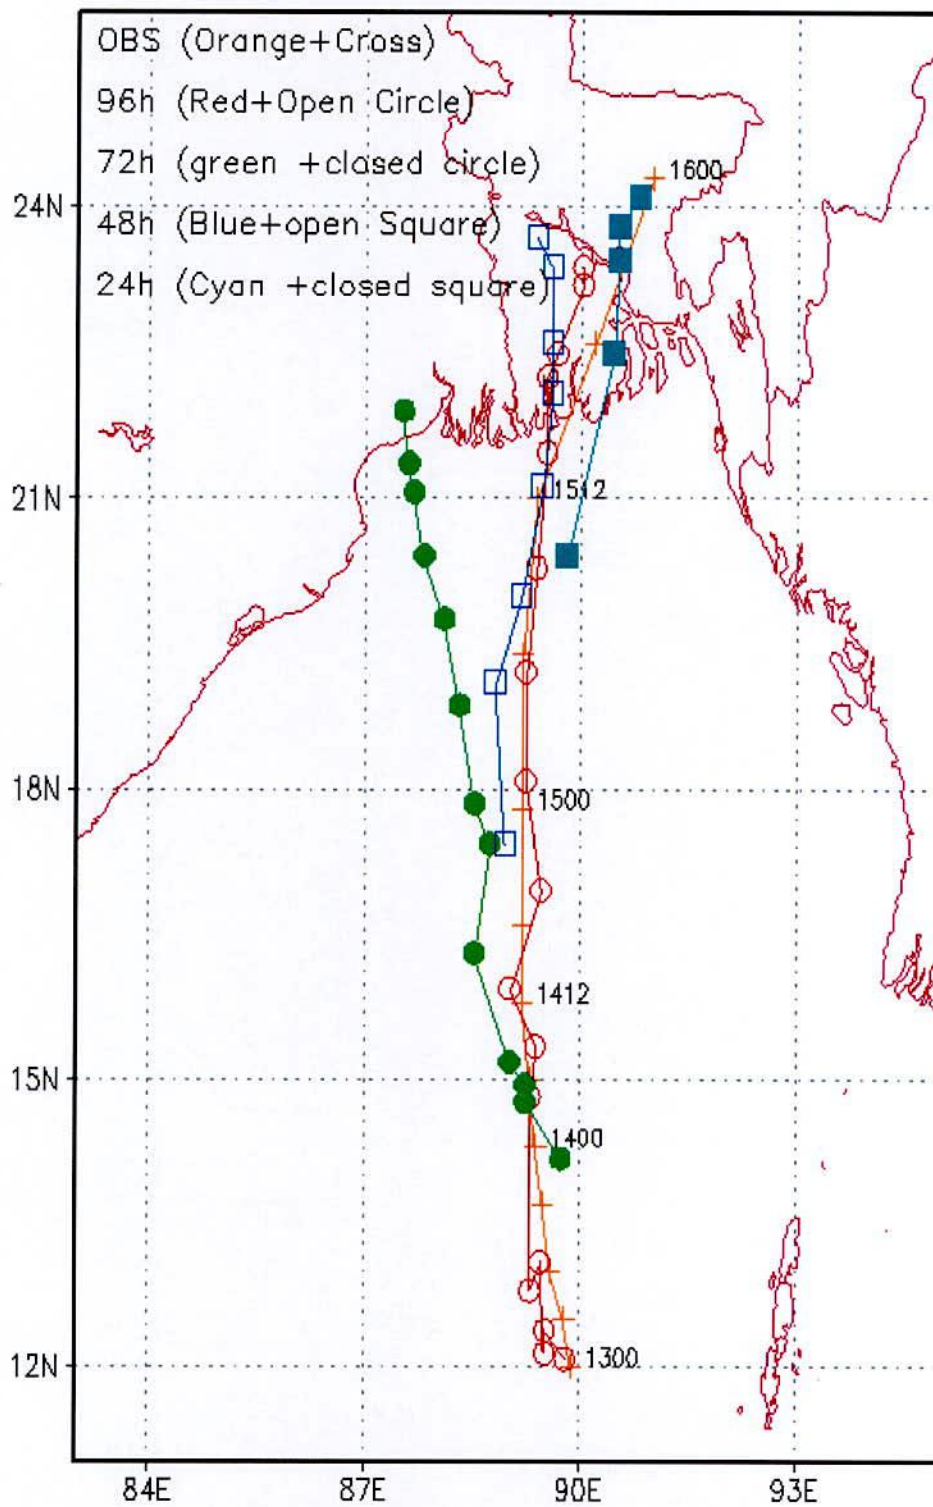 OBS (Orange+Cross)
96h (Red+Open Circle)
72h (green +closed circle)
1600
24N
48h (Blue+open Square)
24h (Cyan +closed square)
21N
1512
18N
1500
1412
15N
1400
12N
1300
84E 87E 90E 93E